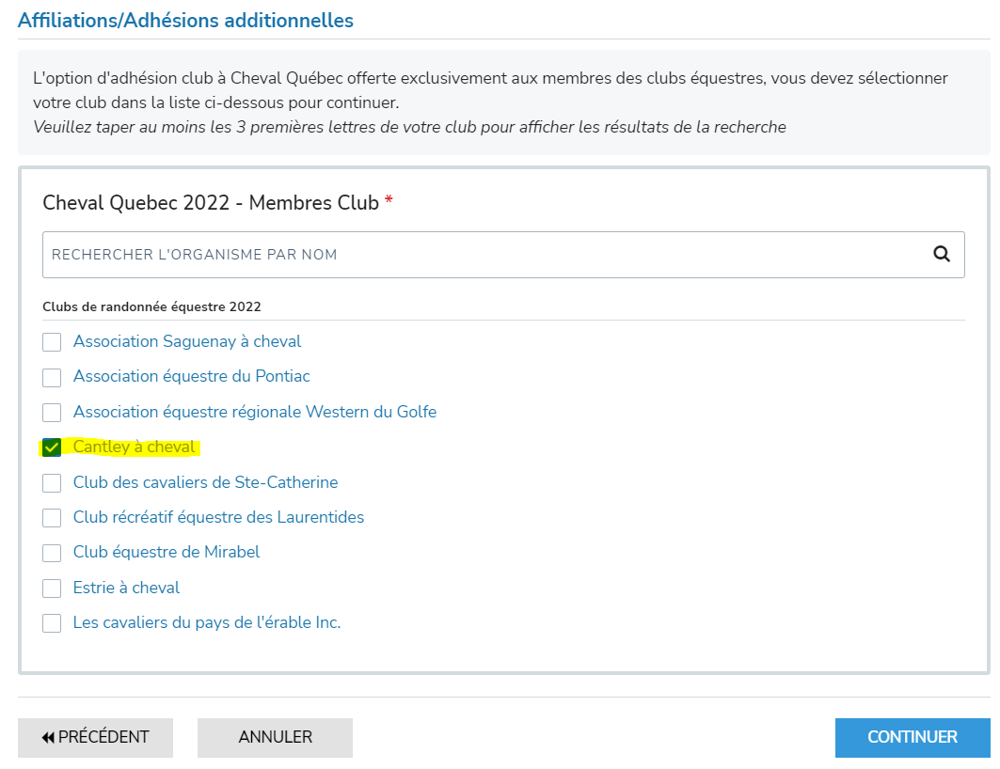 Affiliations/Adhésions additionnelles
L'option d'adhésion club à Cheval Québec offerte exclusivement aux membres des clubs équestres, vous devez sélectionner
votre club dans la liste ci-dessous pour continuer.
Veuillez taper au moins les 3 premières lettres de votre club pour afficher les résultats de la recherche
Cheval Quebec 2022 - Membres Club *
RECHERCHER L'ORGANISME PAR NOM
Clubs de randonnée équestre 2022
Association Saguenay à cheval
Association équestre du Pontiac
Association équestre régionale Western du Golfe
Cantley à cheval
Club des cavaliers de Ste-Catherine
Club récréatif équestre des Laurentides
Club équestre de Mirabel
Estrie à cheval
Les cavaliers du pays de l'érable Inc.
PRÉCÉDENT
ANNULER
CONTINUER